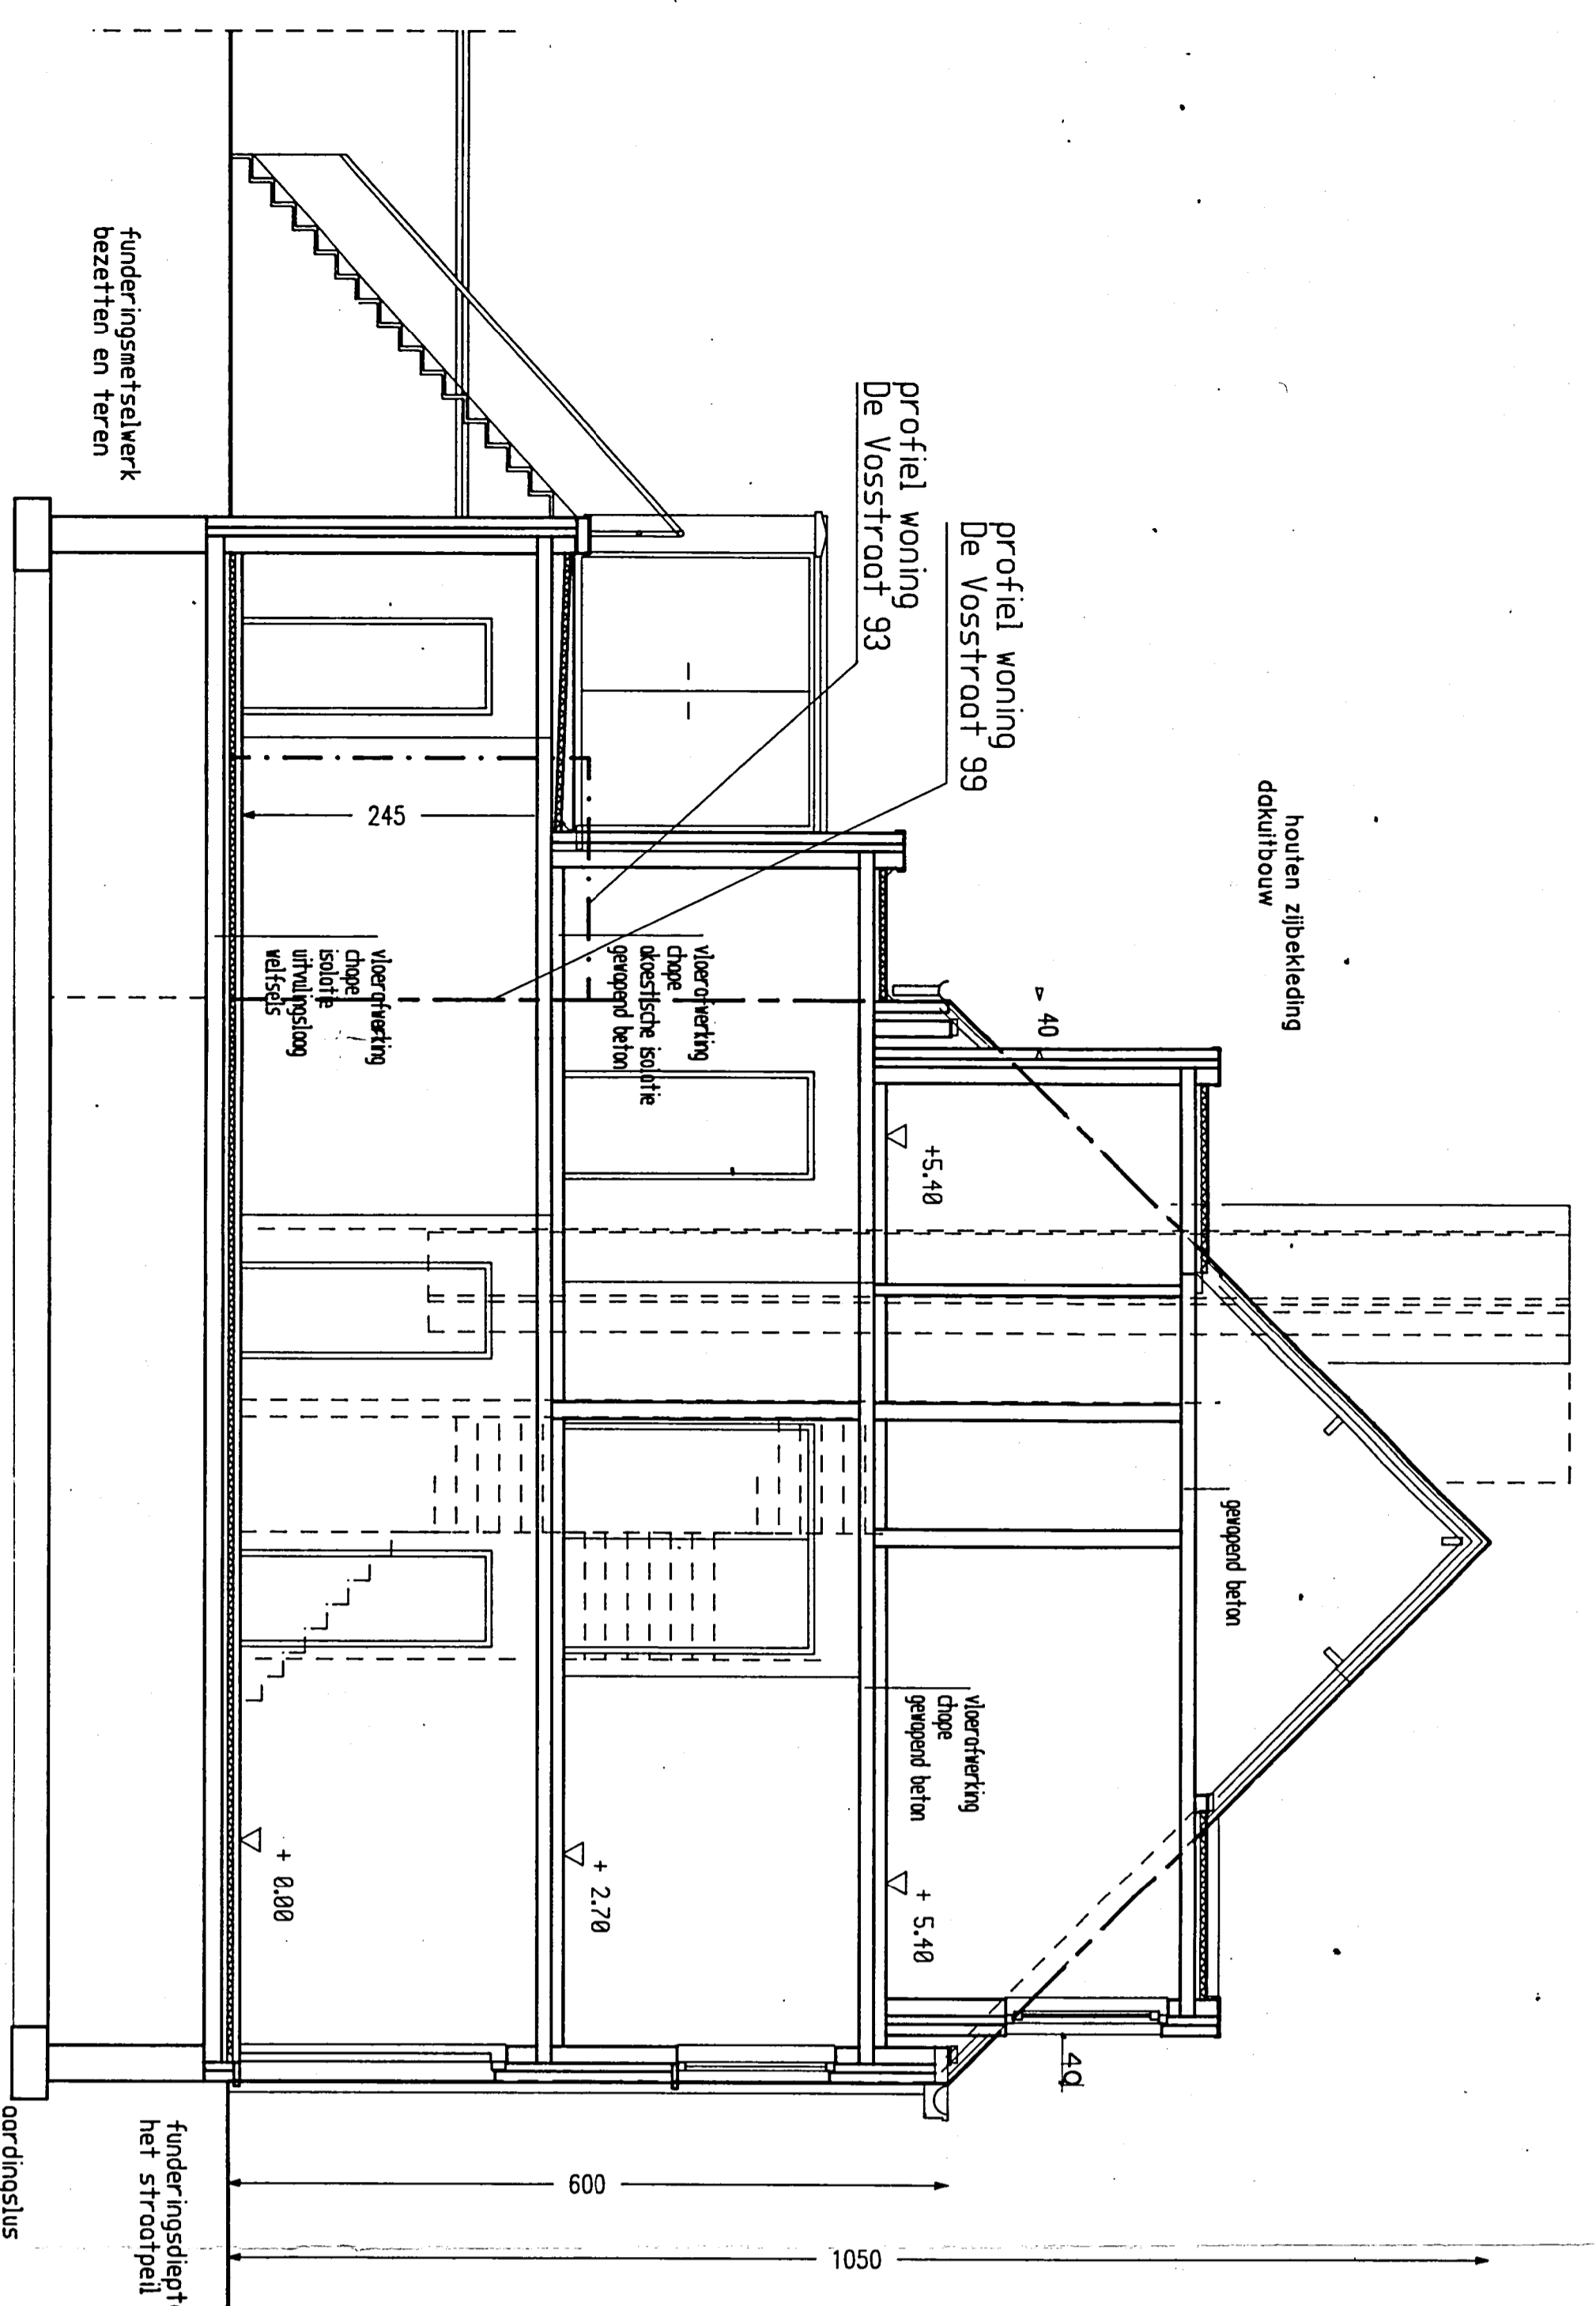 houten zijbekleding
dakuitbouw
profiel woning
De Vosstraat 99
profiel woning
De Vosstraat 93
40
+5.40
gewapend beton
vloerafwerking
chape
gewapend beton
+ 5.40
40
vloerafwerking
chape
akoestische isolatie
gewapend beton
+ 2.70
245
vloerafwerking
chape
isolatie
uitvullingslaag
welfsels
+ 0.00
600
1050
funderingsmetselwerk
bezetten en teren
funderingsdiept
het straatpeil
aardingslus